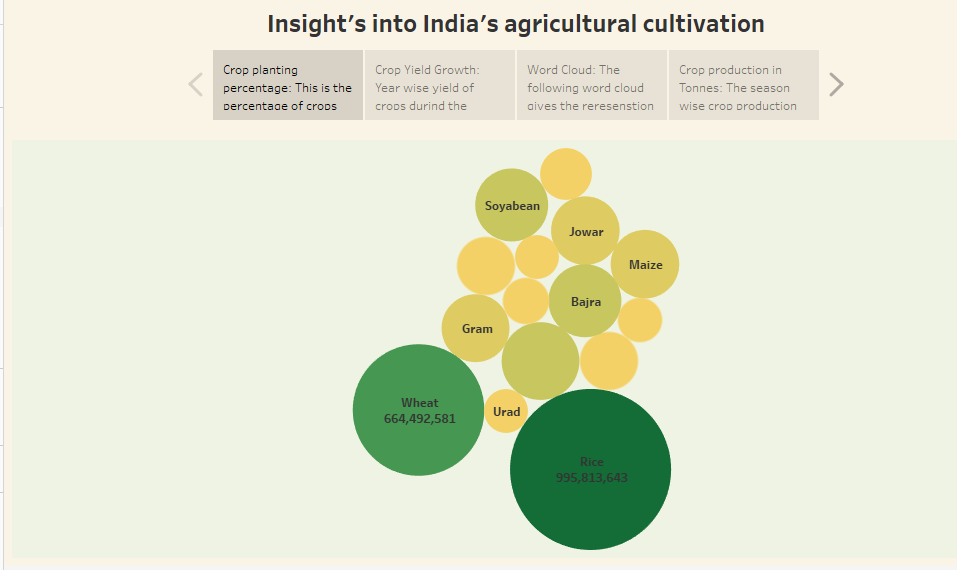 Insight's into India's agricultural cultivation
Crop planting
percentage: This is the
percentage of crops
Crop Yield Growth:
Year wise yield of
crops durind the
Word Cloud: The
following word cloud
gives the reresenstion
Crop production in
Tonnes: The season
wise crop production
Soyabean
Jowar
Maize
Bajra
Gram
Wheat
664,492,581
Urad
Rice
995,813,643